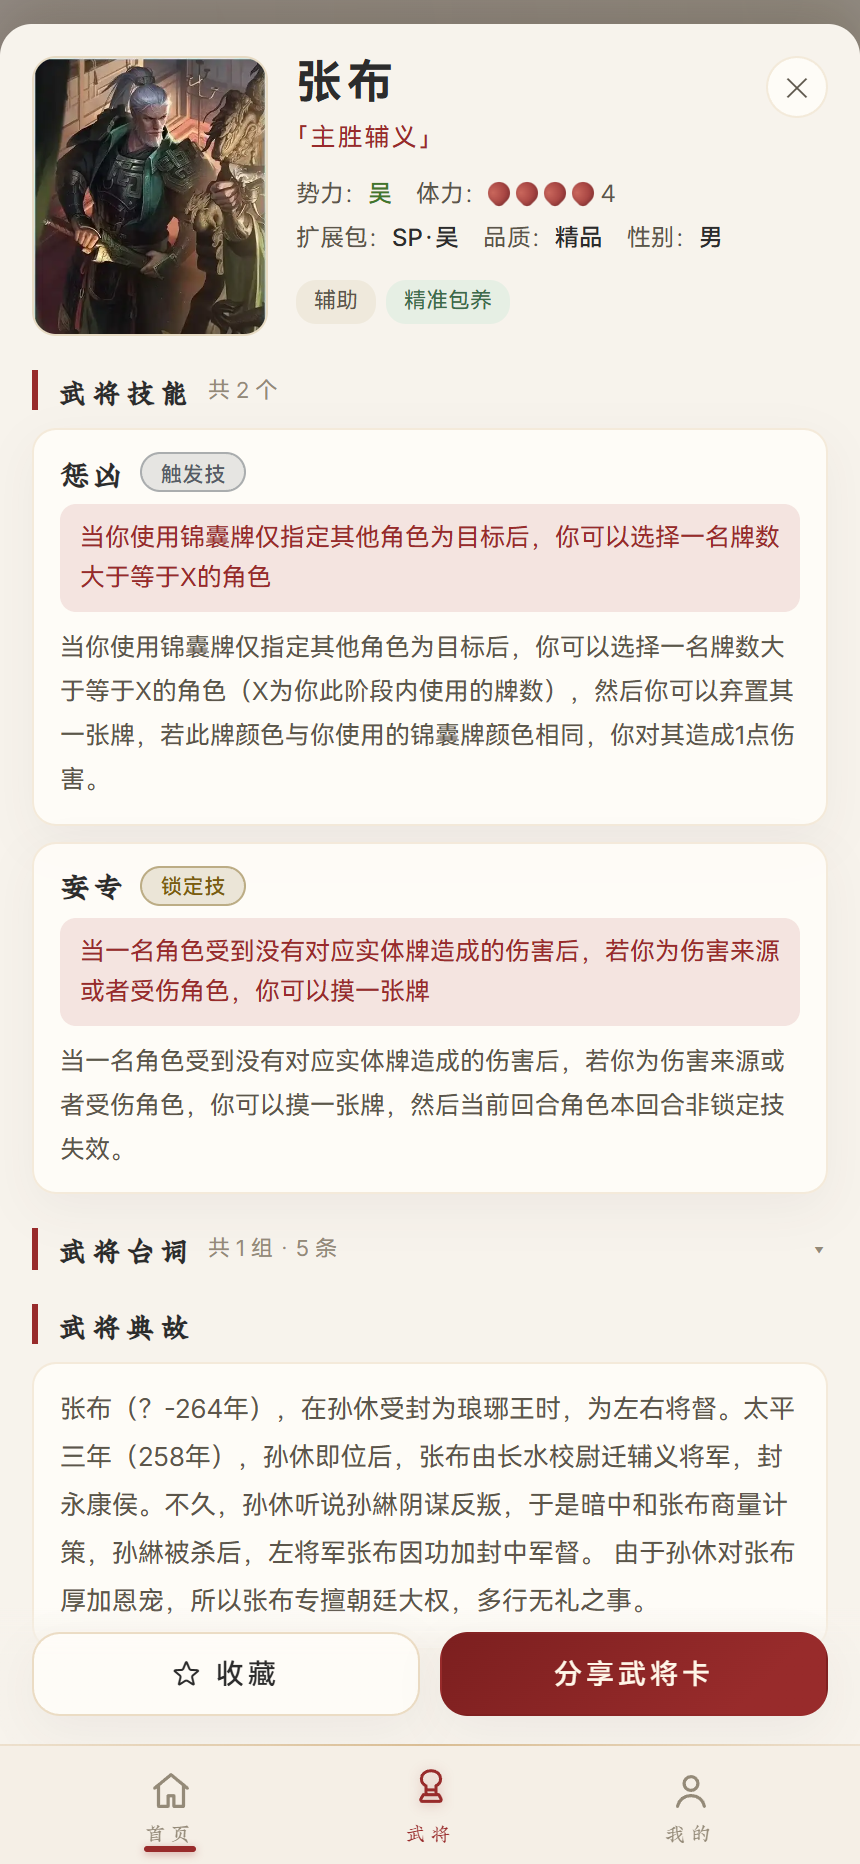 张布
「主胜辅义」
势力： 吴 体力： 4
扩展包： SP·吴 品质： 精品 性别： 男
辅助 精准包养
武将技能 共 2 个
惩凶 触发技
当你使用锦囊牌仅指定其他角色为目标后，你可以选择一名牌数
大于等于X的角色
当你使用锦囊牌仅指定其他角色为目标后，你可以选择一名牌数大
于等于X的角色（X为你此阶段内使用的牌数），然后你可以弃置其
一张牌，若此牌颜色与你使用的锦囊牌颜色相同，你对其造成1点伤
害。
妄专 锁定技
当一名角色受到没有对应实体牌造成的伤害后，若你为伤害来源
或者受伤角色，你可以摸一张牌
当一名角色受到没有对应实体牌造成的伤害后，若你为伤害来源或
者受伤角色，你可以摸一张牌，然后当前回合角色本回合非锁定技
失效。
武将台词 共 1 组 · 5 条
武将典故
张布（？-264年），在孙休受封为琅琊王时，为左右将督。太平
三年（258年），孙休即位后，张布由长水校尉迁辅义将军，封
永康侯。不久，孙休听说孙綝阴谋反叛，于是暗中和张布商量计
策，孙綝被杀后，左将军张布因功加封中军督。 由于孙休对张布
厚加恩宠，所以张布专擅朝廷大权，多行无礼之事。
收藏 分享武将卡
首页 武将 我的